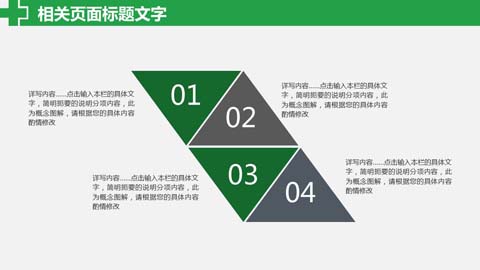 相关页面标题文字
01
详写内容……点击输入本栏的具体文
字，简明扼要的说明分项内容，此
为概念图解，请根据您的具体内容
酌情修改
02
详写内容……点击输入本栏的具体文
字，简明扼要的说明分项内容，此
为概念图解，请根据您的具体内容
酌情修改
03
详写内容……点击输入本栏的具体文
字，简明扼要的说明分项内容，此
为概念图解，请根据您的具体内容
酌情修改
04
详写内容……点击输入本栏的具体文
字，简明扼要的说明分项内容，此
为概念图解，请根据您的具体内容
酌情修改